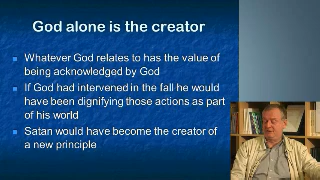 God alone is the creator
Whatever God relates to has the value of
being acknowledged by God
If God had intervened in the fall he would
have been dignifying those actions as part
of his world
Satan would have become the creator of
a new principle